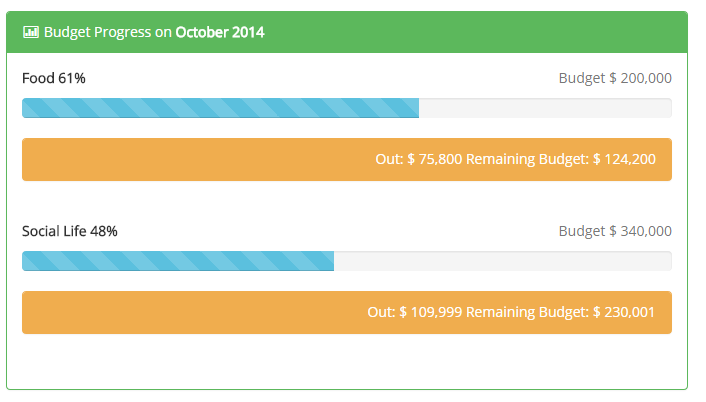 Budget Progress on October 2014
Food 61% Budget $ 200,000
Out: $ 75,800 Remaining Budget: $ 124,200
Social Life 48% Budget $ 340,000
Out: $ 109,999 Remaining Budget: $ 230,001